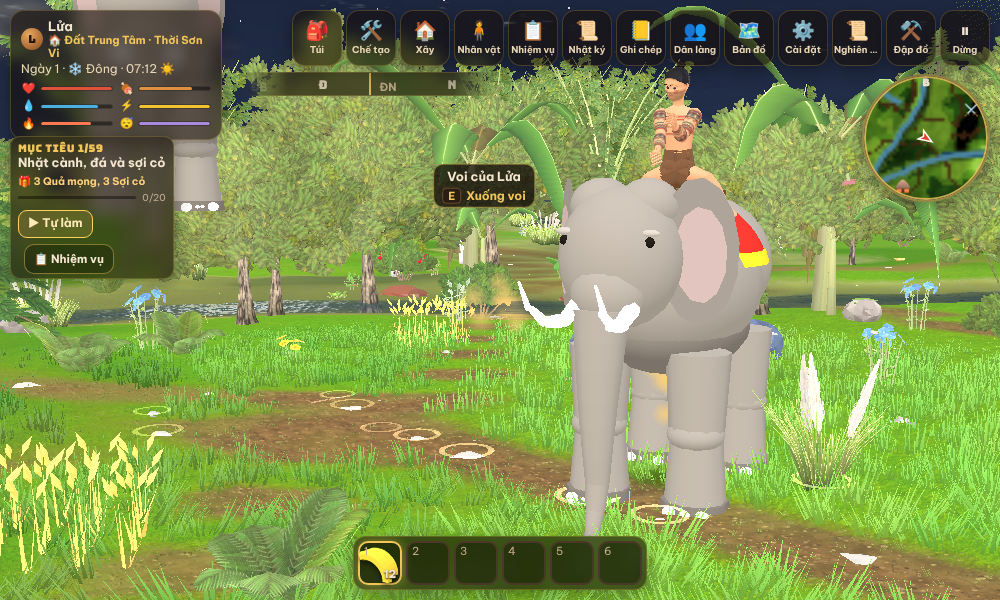 L
Lửa
🏠 Đất Trung Tâm · Thời Sơn Vi
Ngày 1 · ❄️ Đông · 07:12 ☀️
MỤC TIÊU 1/59
Nhặt cành, đá và sợi cỏ
🎁 3 Quả mọng, 3 Sợi cỏ
0/20
▶ Tự làm
📋 Nhiệm vụ
Túi
Chế tạo
Xây
Nhân vật
Nhiệm vụ
Nhật ký
Ghi chép
Dân làng
Bản đồ
Cài đặt
Nghiên ...
Đập đồ
Dừng
Đ
ĐN
N
B
Voi của Lửa
E Xuống voi
12
2
3
4
5
6